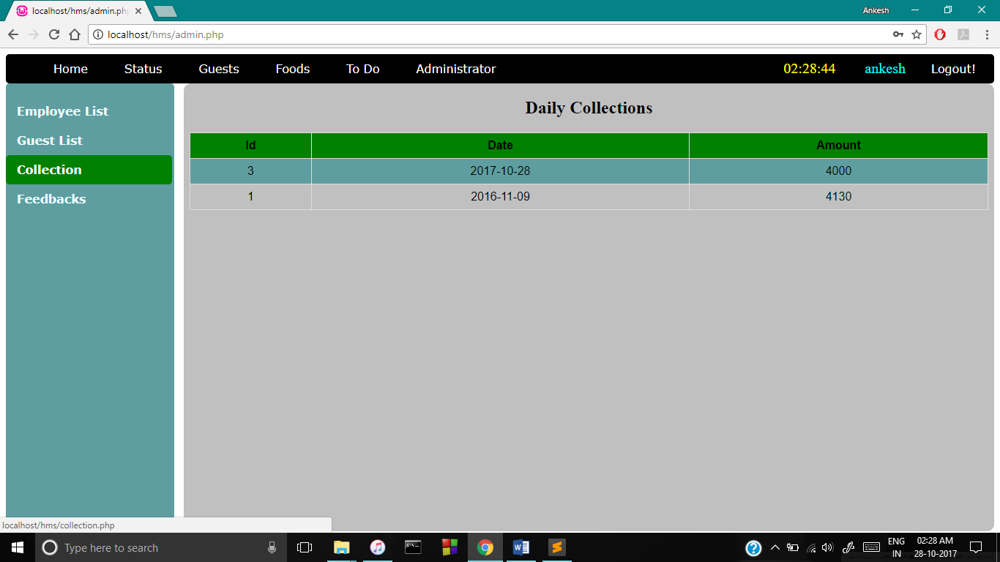 localhost/hms/admin.ph
Ankesh
localhost/hms/admin.php
Home Status Guests Foods To Do Administrator 02:28:44 ankesh Logout!
Employee List
Guest List
Collection
Feedbacks
Daily Collections
Id Date Amount
3 2017-10-28 4000
1 2016-11-09 4130
localhost/hms/collection.php
Type here to search
ENG
IN
02:28 AM
28-10-2017